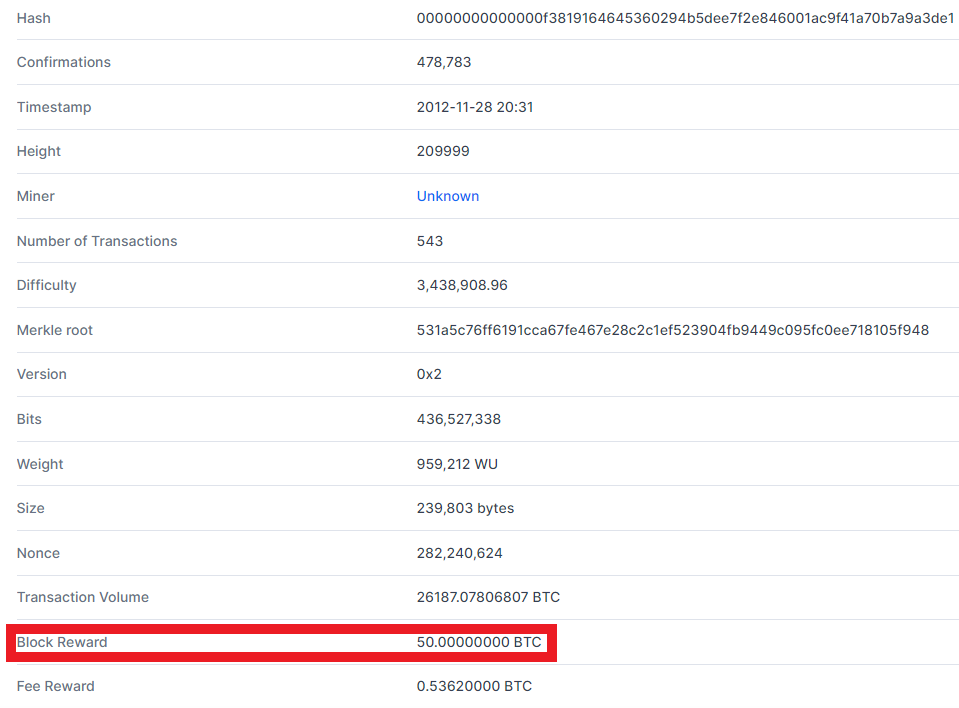 Hash 00000000000000f3819164645360294b5dee7f2e846001ac9f41a70b7a9a3de1
Confirmations 478,783
Timestamp 2012-11-28 20:31
Height 209999
Miner Unknown
Number of Transactions 543
Difficulty 3,438,908.96
Merkle root 531a5c76ff6191cca67fe467e28c2c1ef523904fb9449c095fc0ee718105f948
Version 0x2
Bits 436,527,338
Weight 959,212 WU
Size 239,803 bytes
Nonce 282,240,624
Transaction Volume 26187.07806807 BTC
Block Reward 50.00000000 BTC
Fee Reward 0.53620000 BTC